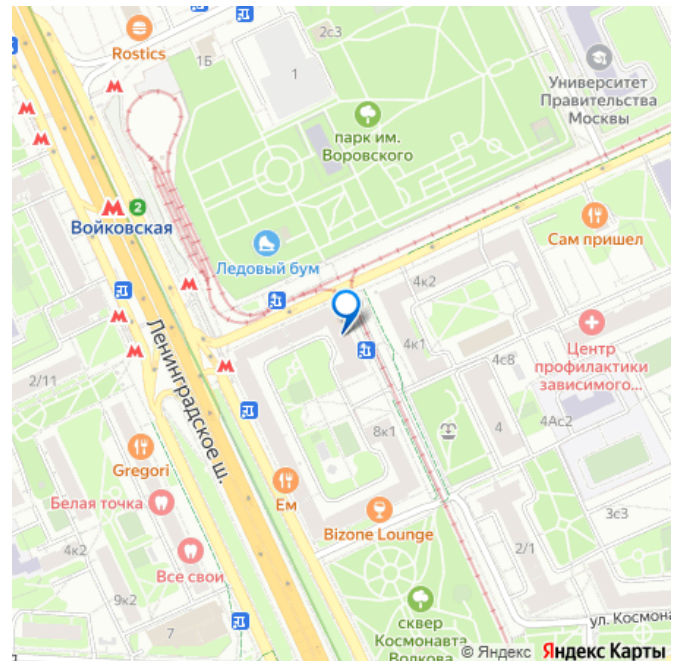 Rostics
2с3
1Б
1
Университет
Правительства
Москвы
парк им.
Воровского
2
Войковская
Ледовый бум
Сам пришел
4к2
4к1
4с8
Центр
профилактики
зависимого...
2/11
Ленинградское ш.
8к1
4
4Ас2
Gregori
Ем
Белая точка
Bizone Lounge
3с3
4к2
Все свои
9к2
2/1
7
сквер
Космонавта
Волкова
ул. Космона
© Яндекс Яндекс Карты